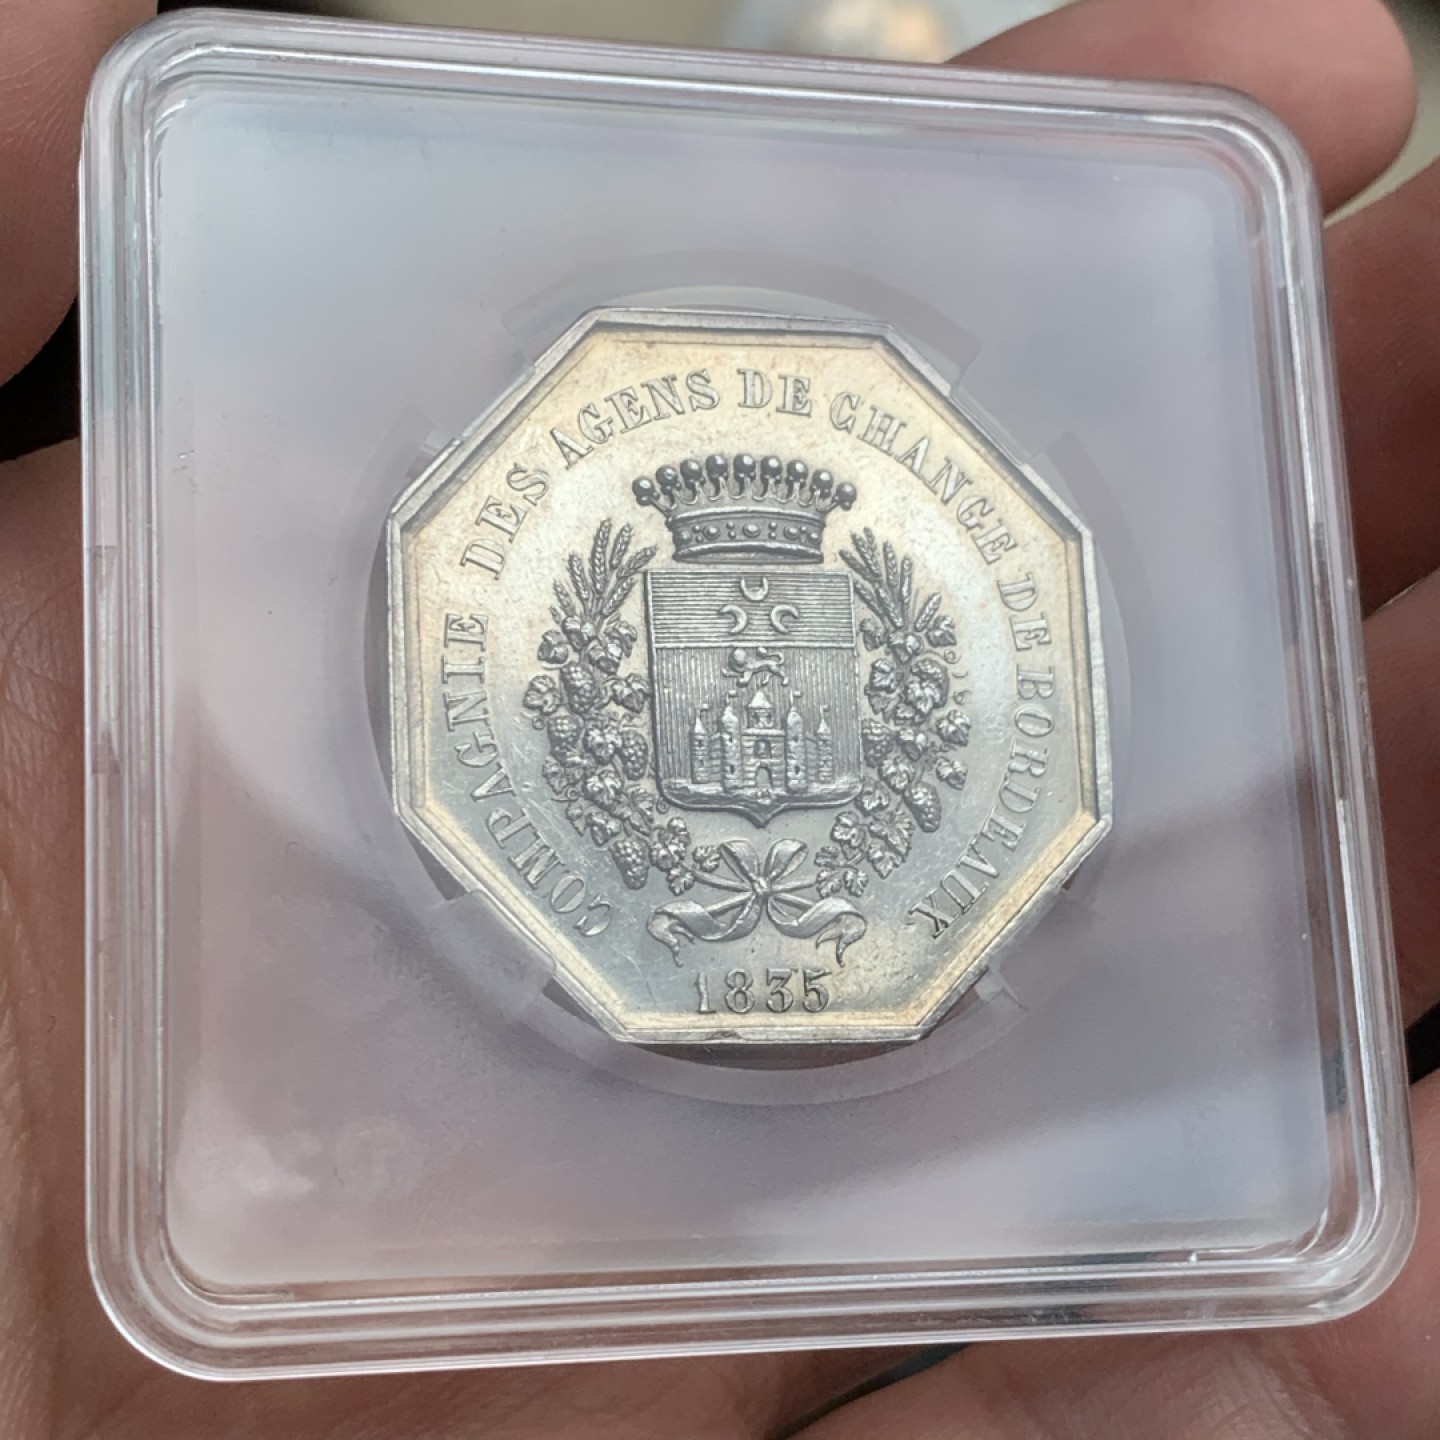 COMPAGNIE DES AGENS DE CHANGE DE BORDEAUX
1835